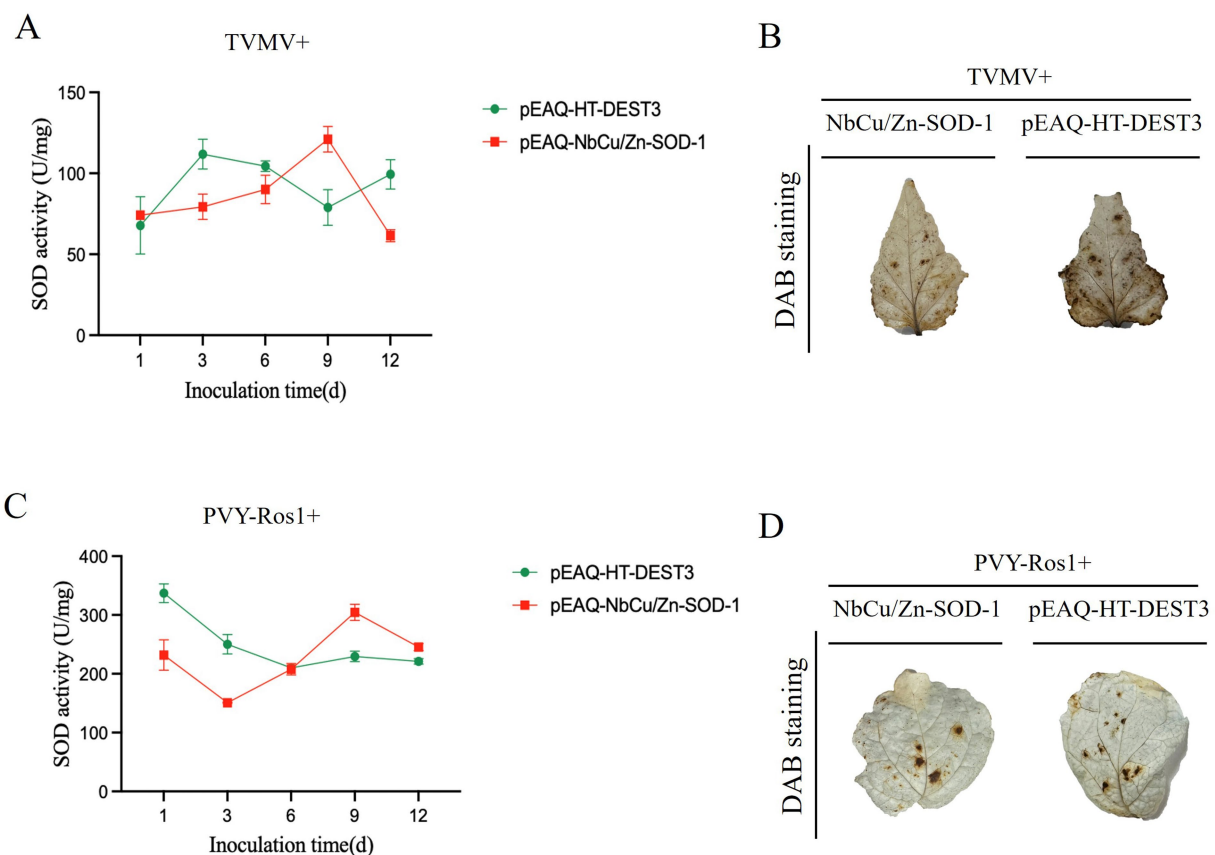 A
TVMV+
150
100
50
0
SOD activity (U/mg)
1 3 6 9 12
Inoculation time(d)
pEAQ-HT-DEST3
pEAQ-NbCu/Zn-SOD-1
B
TVMV+
NbCu/Zn-SOD-1 pEAQ-HT-DEST3
DAB staining
C
PVY-Ros1+
400
300
200
100
0
SOD activity (U/mg)
1 3 6 9 12
Inoculation time(d)
pEAQ-HT-DEST3
pEAQ-NbCu/Zn-SOD-1
D
PVY-Ros1+
NbCu/Zn-SOD-1 pEAQ-HT-DEST3
DAB staining